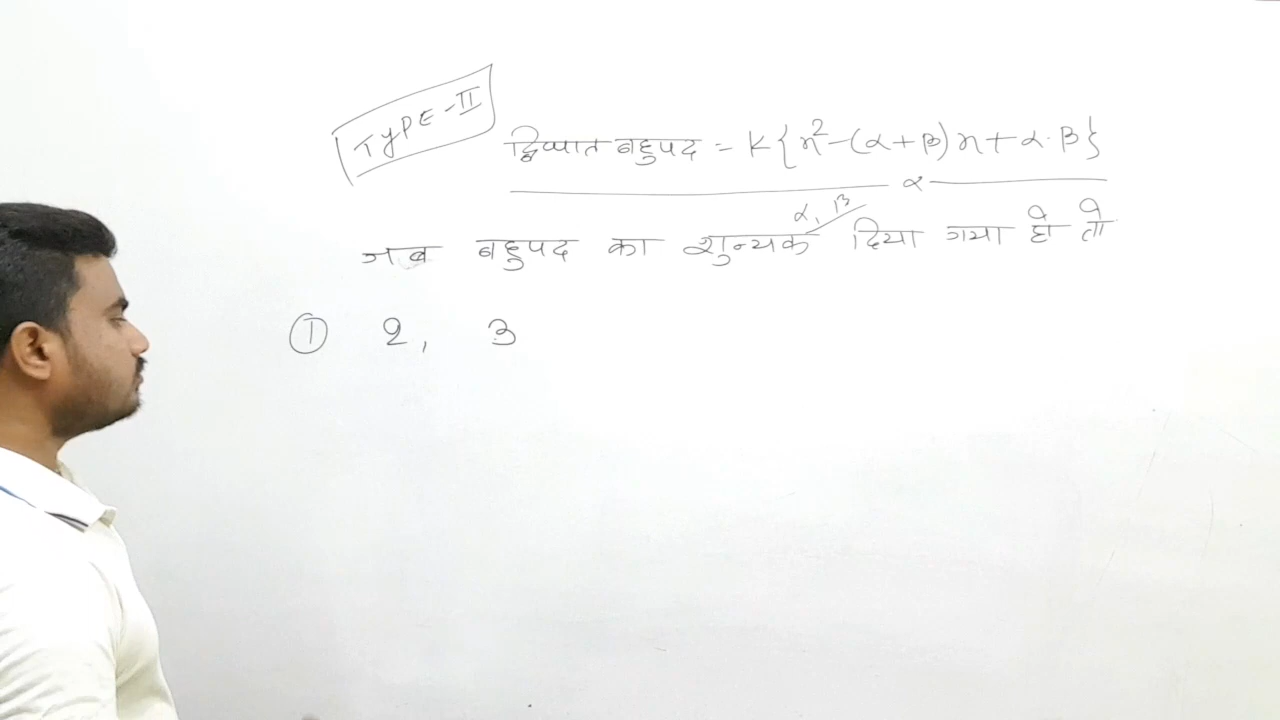 TYPE-II
द्विघात बहुपद = K{x²-(α+β)x+α.β}
α
α, β
जब बहुपद का शुन्यक दिया गया हो तो
① 2, 3